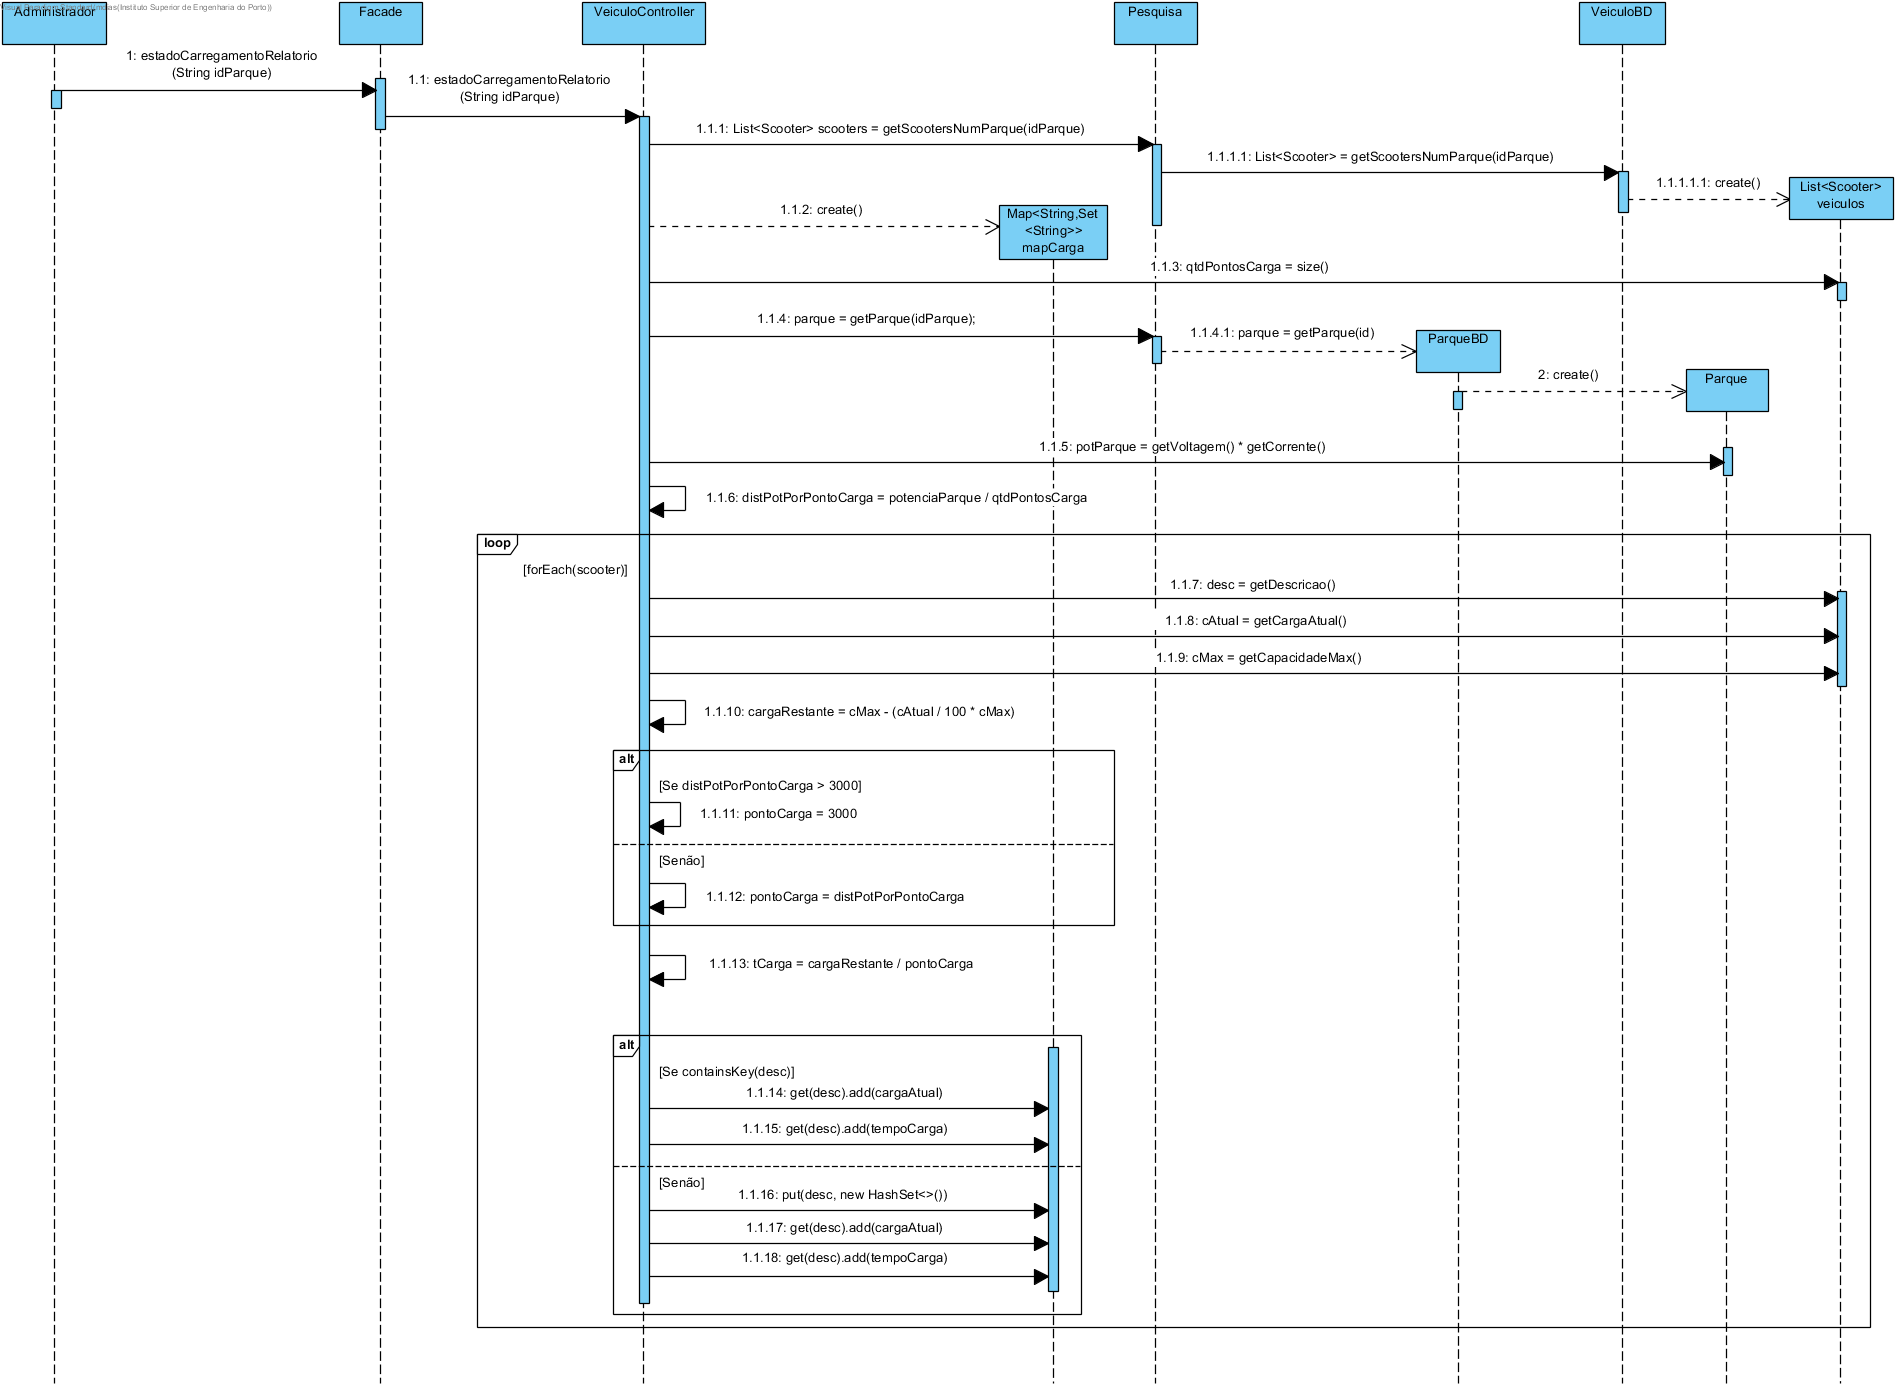 Administrador
Facade
VeiculoController
Pesquisa
VeiculoBD
(Instituto Superior de Engenharia do Porto))
1: estadoCarregamentoRelatorio
(String idParque)
1.1: estadoCarregamentoRelatorio
(String idParque)
1.1.1: List<Scooter> scooters = getScootersNumParque(idParque)
1.1.1.1: List<Scooter> = getScootersNumParque(idParque)
1.1.1.1.1: create()
List<Scooter>
veiculos
1.1.2: create()
Map<String,Set
<String>>
mapCarga
1.1.3: qtdPontosCarga = size()
1.1.4: parque = getParque(idParque);
1.1.4.1: parque = getParque(id)
ParqueBD
2: create()
Parque
1.1.5: potParque = getVoltagem() * getCorrente()
1.1.6: distPotPorPontoCarga = potenciaParque / qtdPontosCarga
loop
[forEach(scooter)]
1.1.7: desc = getDescricao()
1.1.8: cAtual = getCargaAtual()
1.1.9: cMax = getCapacidadeMax()
1.1.10: cargaRestante = cMax - (cAtual / 100 * cMax)
alt
[Se distPotPorPontoCarga > 3000]
1.1.11: pontoCarga = 3000
[Senão]
1.1.12: pontoCarga = distPotPorPontoCarga
1.1.13: tCarga = cargaRestante / pontoCarga
alt
[Se containsKey(desc)]
1.1.14: get(desc).add(cargaAtual)
1.1.15: get(desc).add(tempoCarga)
[Senão]
1.1.16: put(desc, new HashSet<>())
1.1.17: get(desc).add(cargaAtual)
1.1.18: get(desc).add(tempoCarga)